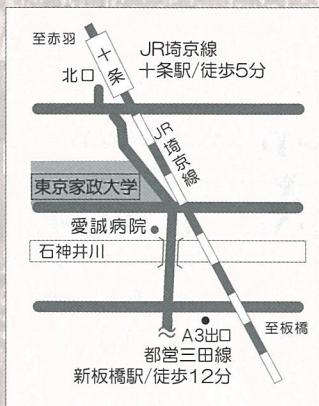 至赤羽
十条
JR埼京線
十条駅/徒歩5分
北口
JR埼京線
東京家政大学
愛誠病院
石神井川
至板橋
A3出口
都営三田線
新板橋駅/徒歩12分